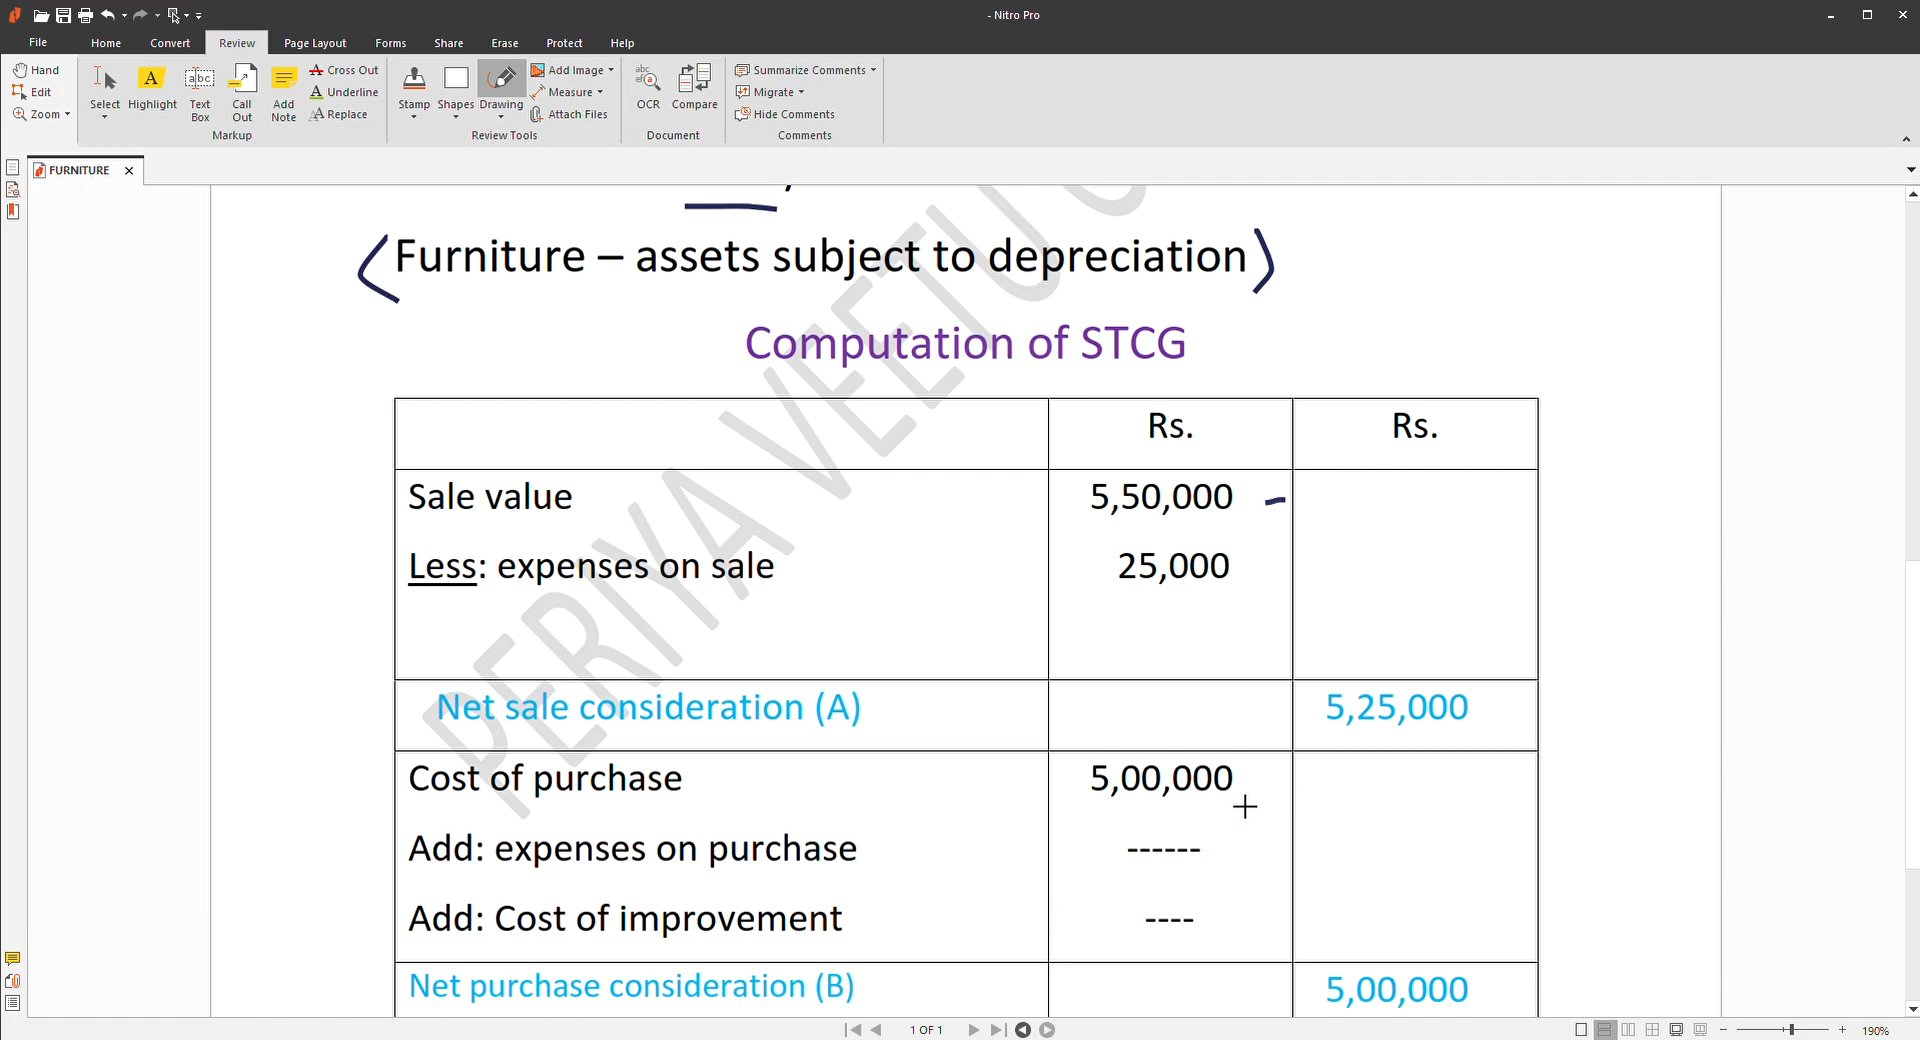 - Nitro Pro
File
Home
Convert
Review
Page Layout
Forms
Share
Erase
Protect
Help
Hand
Edit
Zoom
Select
Highlight
Text Box
Call Out
Add Note
Cross Out
Underline
Replace
Markup
Stamp
Shapes
Drawing
Add Image
Measure
Attach Files
Review Tools
OCR
Compare
Document
Summarize Comments
Migrate
Hide Comments
Comments
FURNITURE
Furniture – assets subject to depreciation
Computation of STCG
Rs. Rs.
Sale value 5,50,000
Less: expenses on sale 25,000
Net sale consideration (A) 5,25,000
Cost of purchase 5,00,000
Add: expenses on purchase ------
Add: Cost of improvement ----
Net purchase consideration (B) 5,00,000
PERIYA VEETU
1 OF 1
190%